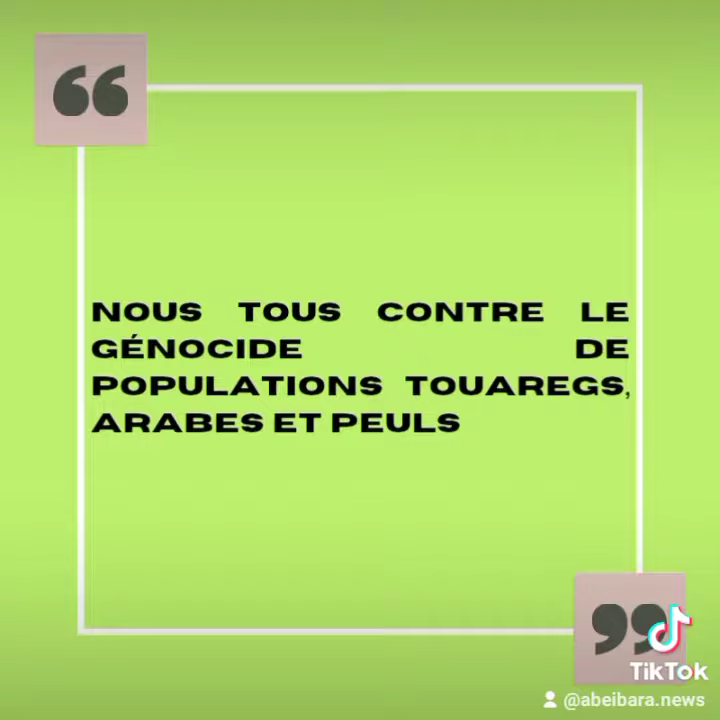 ❝
NOUS TOUS CONTRE LE
GÉNOCIDE DE
POPULATIONS TOUAREGS,
ARABES ET PEULS
❞
TikTok
@abeibara.news